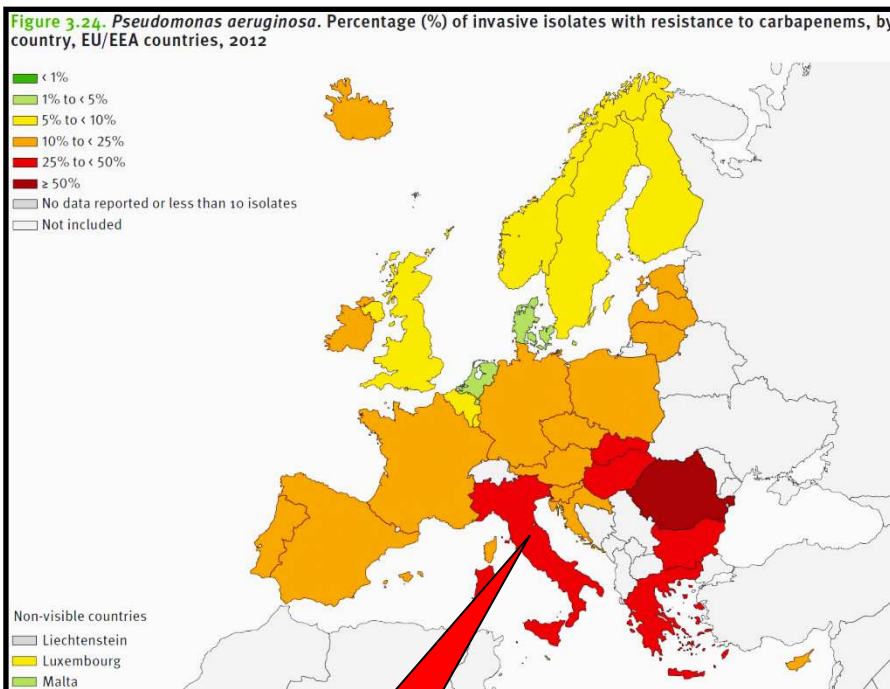 Figure 3.24. Pseudomonas aeruginosa. Percentage (%) of invasive isolates with resistance to carbapenems, by
country, EU/EEA countries, 2012
< 1%
1% to < 5%
5% to < 10%
10% to < 25%
25% to < 50%
≥ 50%
No data reported or less than 10 isolates
Not included
Non-visible countries
Liechtenstein
Luxembourg
Malta